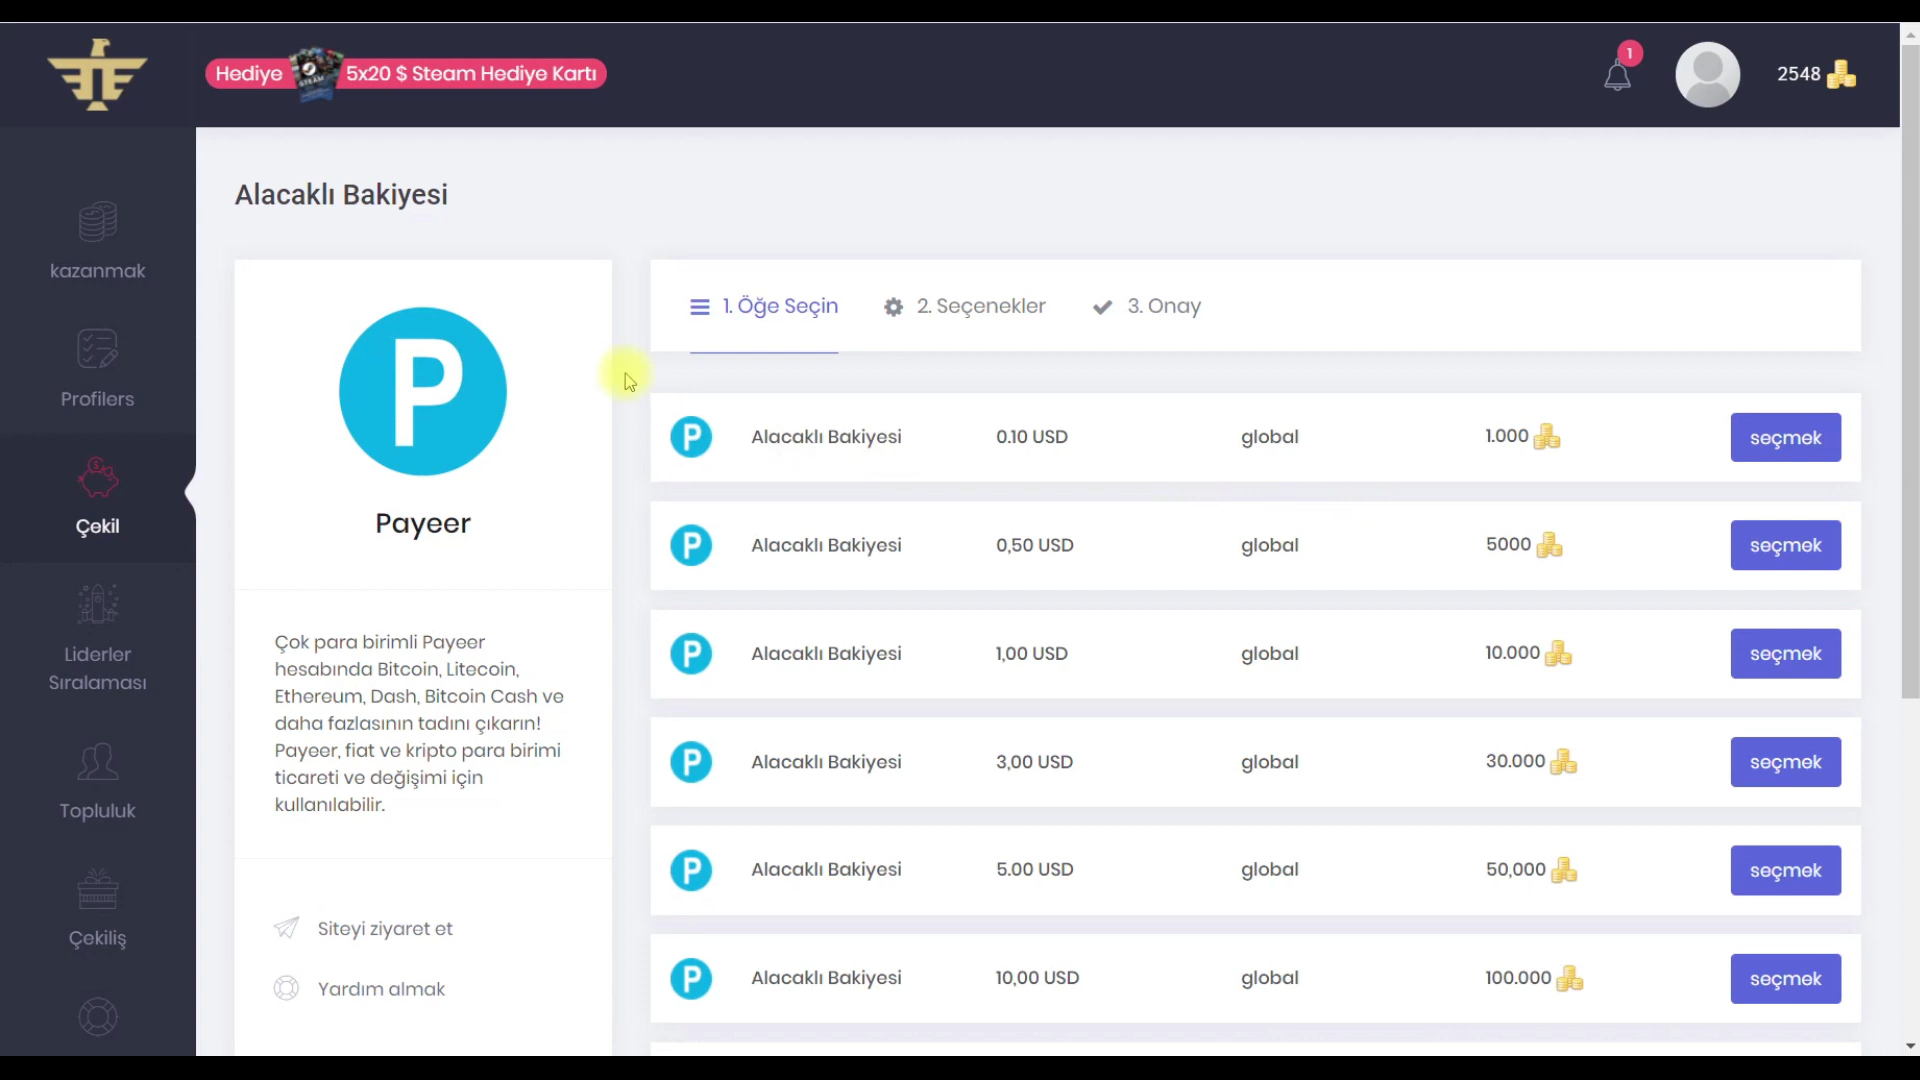 Hediye 5x20 $ Steam Hediye Kartı
1
2548
Alacaklı Bakiyesi
kazanmak
Profilers
Çekil
Liderler
Sıralaması
Topluluk
Çekiliş
P
Payeer
Çok para birimli Payeer
hesabında Bitcoin, Litecoin,
Ethereum, Dash, Bitcoin Cash ve
daha fazlasının tadını çıkarın!
Payeer, fiat ve kripto para birimi
ticareti ve değişimi için
kullanılabilir.
Siteyi ziyaret et
Yardım almak
1. Öğe Seçin 2. Seçenekler 3. Onay
P Alacaklı Bakiyesi 0.10 USD global 1.000 seçmek
P Alacaklı Bakiyesi 0,50 USD global 5000 seçmek
P Alacaklı Bakiyesi 1,00 USD global 10.000 seçmek
P Alacaklı Bakiyesi 3,00 USD global 30.000 seçmek
P Alacaklı Bakiyesi 5.00 USD global 50,000 seçmek
P Alacaklı Bakiyesi 10,00 USD global 100.000 seçmek